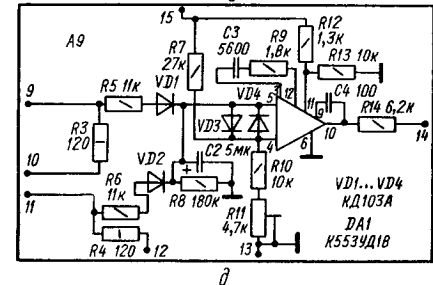 15
A9
C3
5600
R9
1,8к
R12
1,3к
R7
27к
R13 10к
9
R5 11к
VD1
VD4
5
3
12
11
9
C4 100
R14 6,2к
R3
120
VD3
4
10
14
6
10
VD2
C2 5мк
+
R10
10к
VD1...VD4
КД103А
11
R6
11к
R8 180к
R11
4,7к
DA1
К553УД1В
R4 120
12
13
д